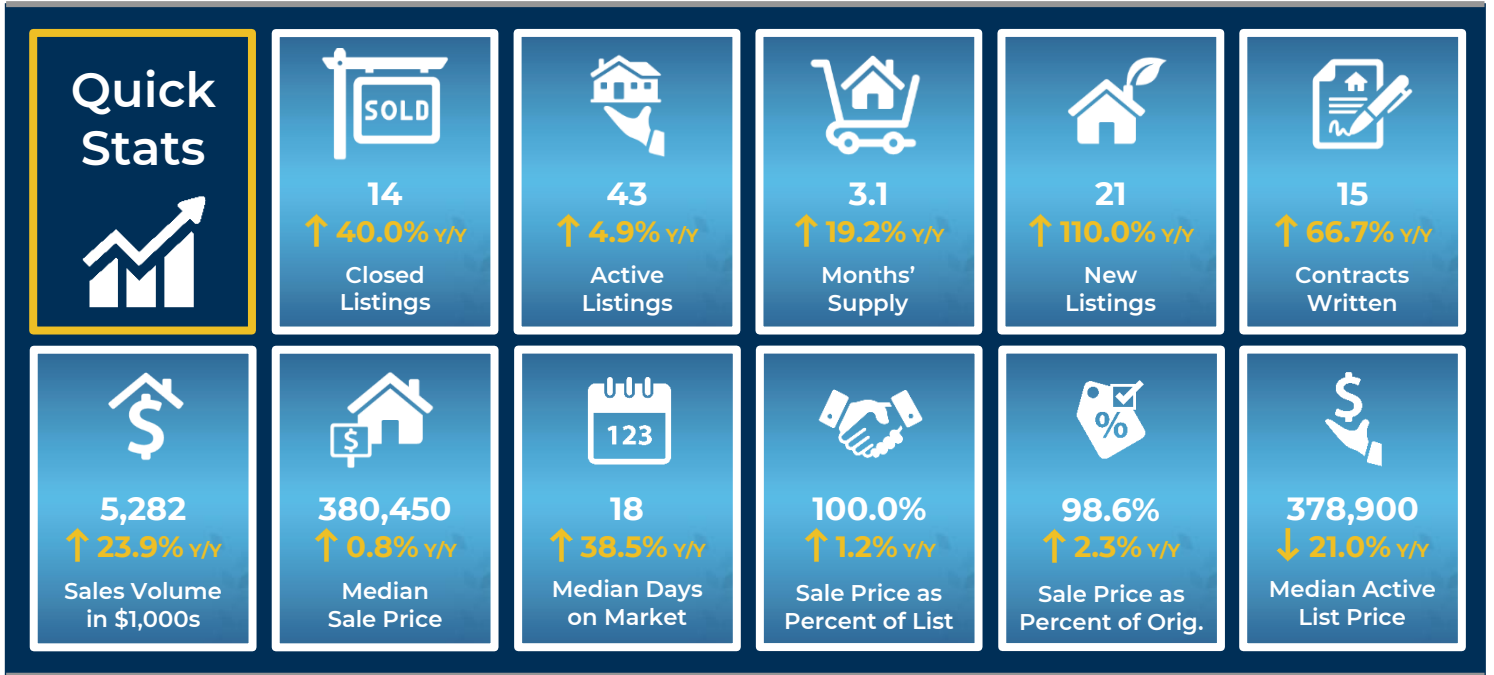 Quick
Stats
SOLD
14
↑ 40.0% Y/Y
Closed
Listings
43
↑ 4.9% Y/Y
Active
Listings
3.1
↑ 19.2% Y/Y
Months’
Supply
21
↑ 110.0% Y/Y
New
Listings
15
↑ 66.7% Y/Y
Contracts
Written
$
5,282
↑ 23.9% Y/Y
Sales Volume
in $1,000s
$
380,450
↑ 0.8% Y/Y
Median
Sale Price
123
18
↑ 38.5% Y/Y
Median Days
on Market
100.0%
↑ 1.2% Y/Y
Sale Price as
Percent of List
%
98.6%
↑ 2.3% Y/Y
Sale Price as
Percent of Orig.
$
378,900
↓ 21.0% Y/Y
Median Active
List Price